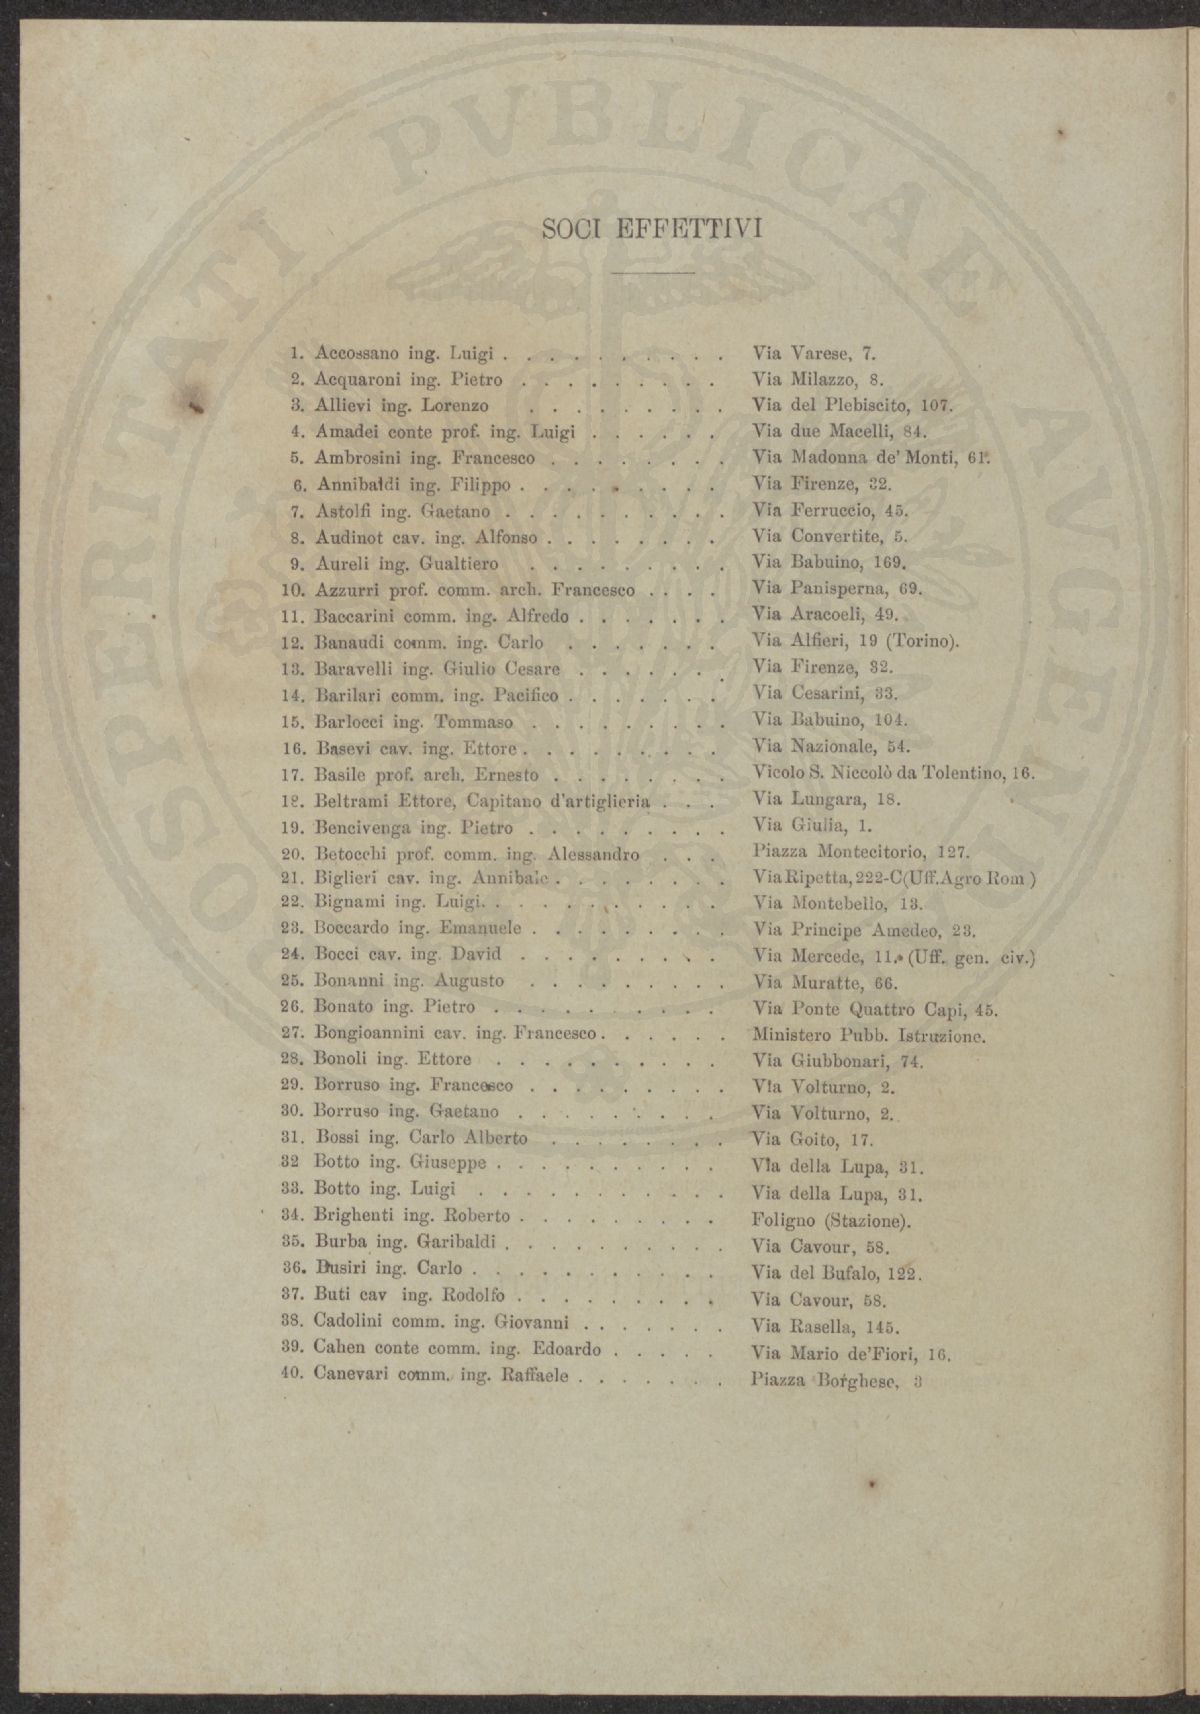 SOCI EFFETTIVI
1. Accossano ing. Luigi . . . . . . . . . . Via Varese, 7.
2. Acquaroni ing. Pietro . . . . . . . . . Via Milazzo, 8.
3. Allievi ing. Lorenzo . . . . . . . . . Via del Plebiscito, 107.
4. Amadei conte prof. ing. Luigi . . . . . . Via due Macelli, 84.
5. Ambrosini ing. Francesco . . . . . . . . Via Madonna de' Monti, 61.
6. Annibaldi ing. Filippo . . . . . . . . . Via Firenze, 32.
7. Astolfi ing. Gaetano . . . . . . . . . . Via Ferruccio, 45.
8. Audinot cav. ing. Alfonso . . . . . . . . Via Convertite, 5.
9. Aureli ing. Gualtiero . . . . . . . . . Via Babuino, 169.
10. Azzurri prof. comm. arch. Francesco . . . . Via Panisperna, 69.
11. Baccarini comm. ing. Alfredo . . . . . . . Via Aracoeli, 49.
12. Banaudi comm. ing. Carlo . . . . . . . Via Alfieri, 19 (Torino).
13. Baravelli ing. Giulio Cesare . . . . . . . Via Firenze, 32.
14. Barilari comm. ing. Pacifico . . . . . . . Via Cesarini, 33.
15. Barlocci ing. Tommaso . . . . . . . . . Via Babuino, 104.
16. Basevi cav. ing. Ettore . . . . . . . . . Via Nazionale, 54.
17. Basile prof. arch. Ernesto . . . . . . . . Vicolo S. Niccolò da Tolentino, 16.
18. Beltrami Ettore, Capitano d'artiglieria . . . Via Lungara, 18.
19. Bencivenga ing. Pietro . . . . . . . . . Via Giulia, 1.
20. Betocchi prof. comm. ing. Alessandro . . . Piazza Montecitorio, 127.
21. Biglieri cav. ing. Annibale . . . . . . . . Via Ripetta, 222-C (Uff. Agro Rom )
22. Bignami ing. Luigi. . . . . . . . . . . Via Montebello, 13.
23. Boccardo ing. Emanuele . . . . . . . . . Via Principe Amedeo, 23.
24. Bocci cav. ing. David . . . . . . . . . Via Mercede, 11. (Uff. gen. civ.)
25. Bonanni ing. Augusto . . . . . . . . . Via Muratte, 66.
26. Bonato ing. Pietro . . . . . . . . . . Via Ponte Quattro Capi, 45.
27. Bongioannini cav. ing. Francesco . . . . . . Ministero Pubb. Istruzione.
28. Bonoli ing. Ettore . . . . . . . . . . Via Giubbonari, 74.
29. Borruso ing. Francesco . . . . . . . . . Via Volturno, 2.
30. Borruso ing. Gaetano . . . . . . . . . Via Volturno, 2.
31. Bossi ing. Carlo Alberto . . . . . . . . Via Goito, 17.
32 Botto ing. Giuseppe . . . . . . . . . . Via della Lupa, 31.
33. Botto ing. Luigi . . . . . . . . . . . Via della Lupa, 31.
34. Brighenti ing. Roberto . . . . . . . . . Foligno (Stazione).
35. Burba ing. Garibaldi . . . . . . . . . . Via Cavour, 58.
36. Busiri ing. Carlo . . . . . . . . . . . Via del Bufalo, 122.
37. Buti cav ing. Rodolfo . . . . . . . . . Via Cavour, 58.
38. Cadolini comm. ing. Giovanni . . . . . . . Via Rasella, 145.
39. Cahen conte comm. ing. Edoardo . . . . . Via Mario de'Fiori, 16.
40. Canevari comm. ing. Raffaele . . . . . . . Piazza Borghese, 3